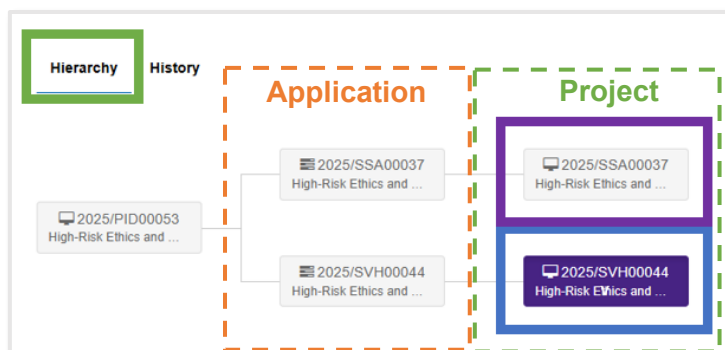 Hierarchy History
Application
Project
2025/SSA00037
High-Risk Ethics and ...
2025/SSA00037
High-Risk Ethics and ...
2025/PID00053
High-Risk Ethics and ...
2025/SVH00044
High-Risk Ethics and ...
2025/SVH00044
High-Risk Ethics and ...